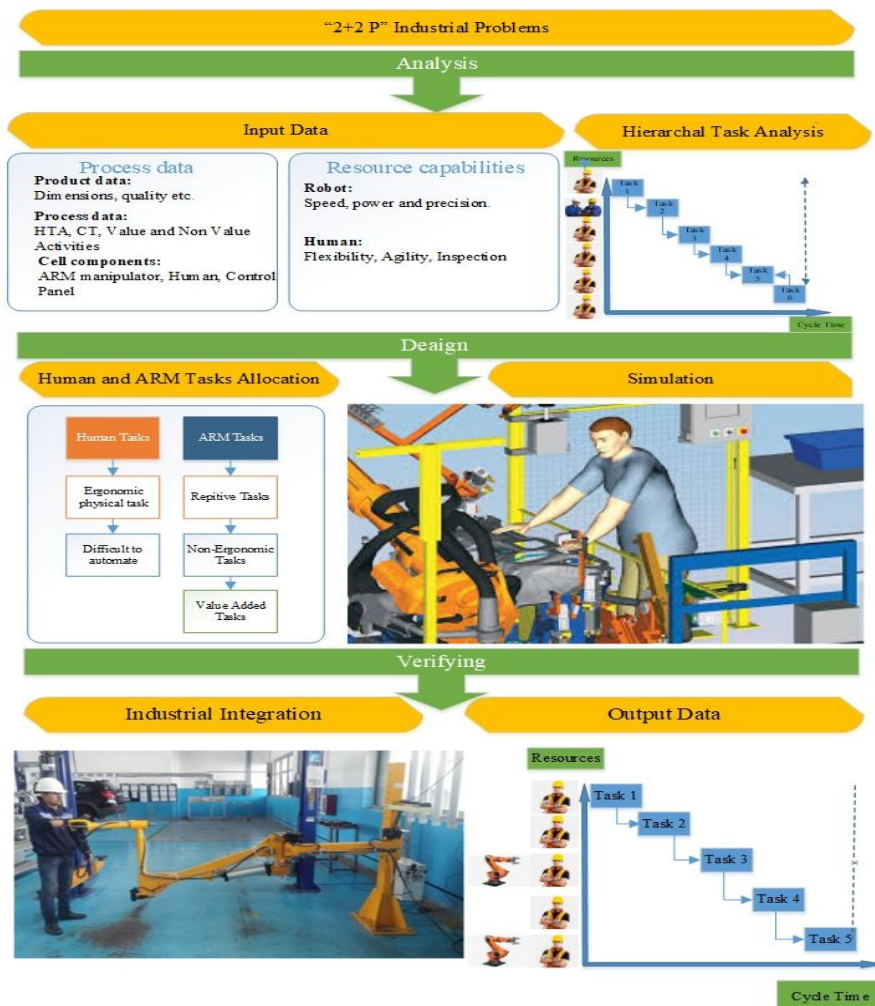 “2+2 P” Industrial Problems
Analysis
Input Data
Hierarchal Task Analysis
Process data
Product data:
Dimensions, quality etc.
Process data:
HTA, CT, Value and Non Value
Activities
Cell components:
ARM manipulator, Human, Control
Panel
Resource capabilities
Robot:
Speed, power and precision.
Human:
Flexibility, Agility, Inspection
Resources
Task
1
Task
2
Task
3
Task
4
Task
5
Task
6
Cycle Time
Deaign
Human and ARM Tasks Allocation
Simulation
Human Tasks
Ergonomic
physical task
Difficult to
automate
ARM Tasks
Repitive Tasks
Non-Ergonomic
Tasks
Value Added
Tasks
Verifying
Industrial Integration
Output Data
Resources
Task 1
Task 2
Task 3
Task 4
Task 5
Cycle Time